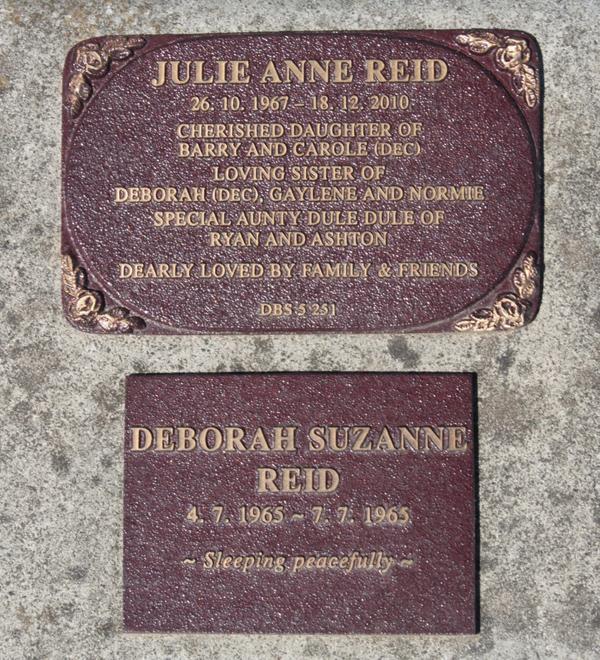 JULIE ANNE REID
26. 10. 1967 – 18. 12. 2010
CHERISHED DAUGHTER OF
BARRY AND CAROLE (DEC)
LOVING SISTER OF
DEBORAH (DEC), GAYLENE AND NORMIE
SPECIAL AUNTY DULE DULE OF
RYAN AND ASHTON
DEARLY LOVED BY FAMILY & FRIENDS
DBS 5 251
DEBORAH SUZANNE
REID
4. 7. 1965 ~ 7. 7. 1965
~ Sleeping peacefully ~